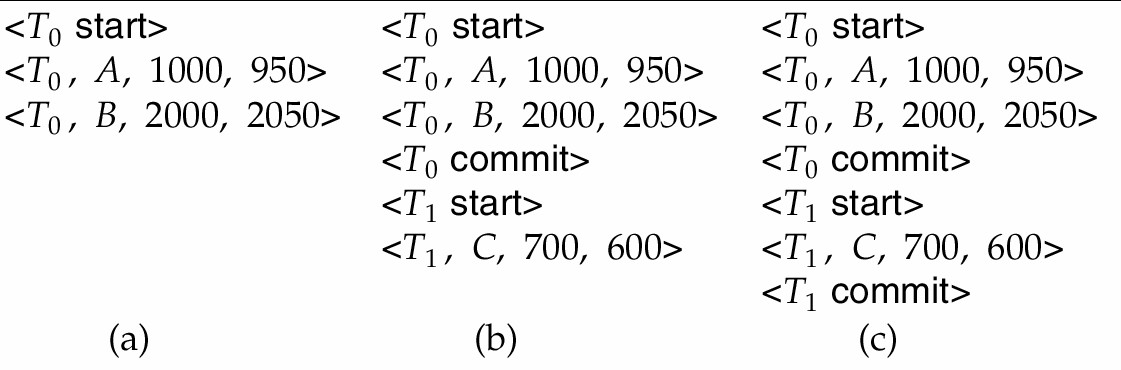 <T₀ start>
<T₀, A, 1000, 950>
<T₀, B, 2000, 2050>
(a)
<T₀ start>
<T₀, A, 1000, 950>
<T₀, B, 2000, 2050>
<T₀ commit>
<T₁ start>
<T₁, C, 700, 600>
(b)
<T₀ start>
<T₀, A, 1000, 950>
<T₀, B, 2000, 2050>
<T₀ commit>
<T₁ start>
<T₁, C, 700, 600>
<T₁ commit>
(c)